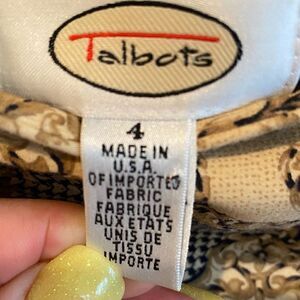 Talbots
4
MADE IN
U.S.A.
OF IMPORTED
FABRIC
FABRIQUE
AUX ETATS
UNIS DE
TISSU
IMPORTE